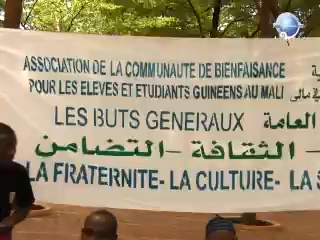 ASSOCIATION DE LA COMMUNAUTE DE BIENFAISANCE
POUR LES ELEVES ET ETUDIANTS GUINEENS AU MALI
LES BUTS GENERAUX العامة
الثقافة - التضامن -
LA FRATERNITE- LA CULTURE- LA